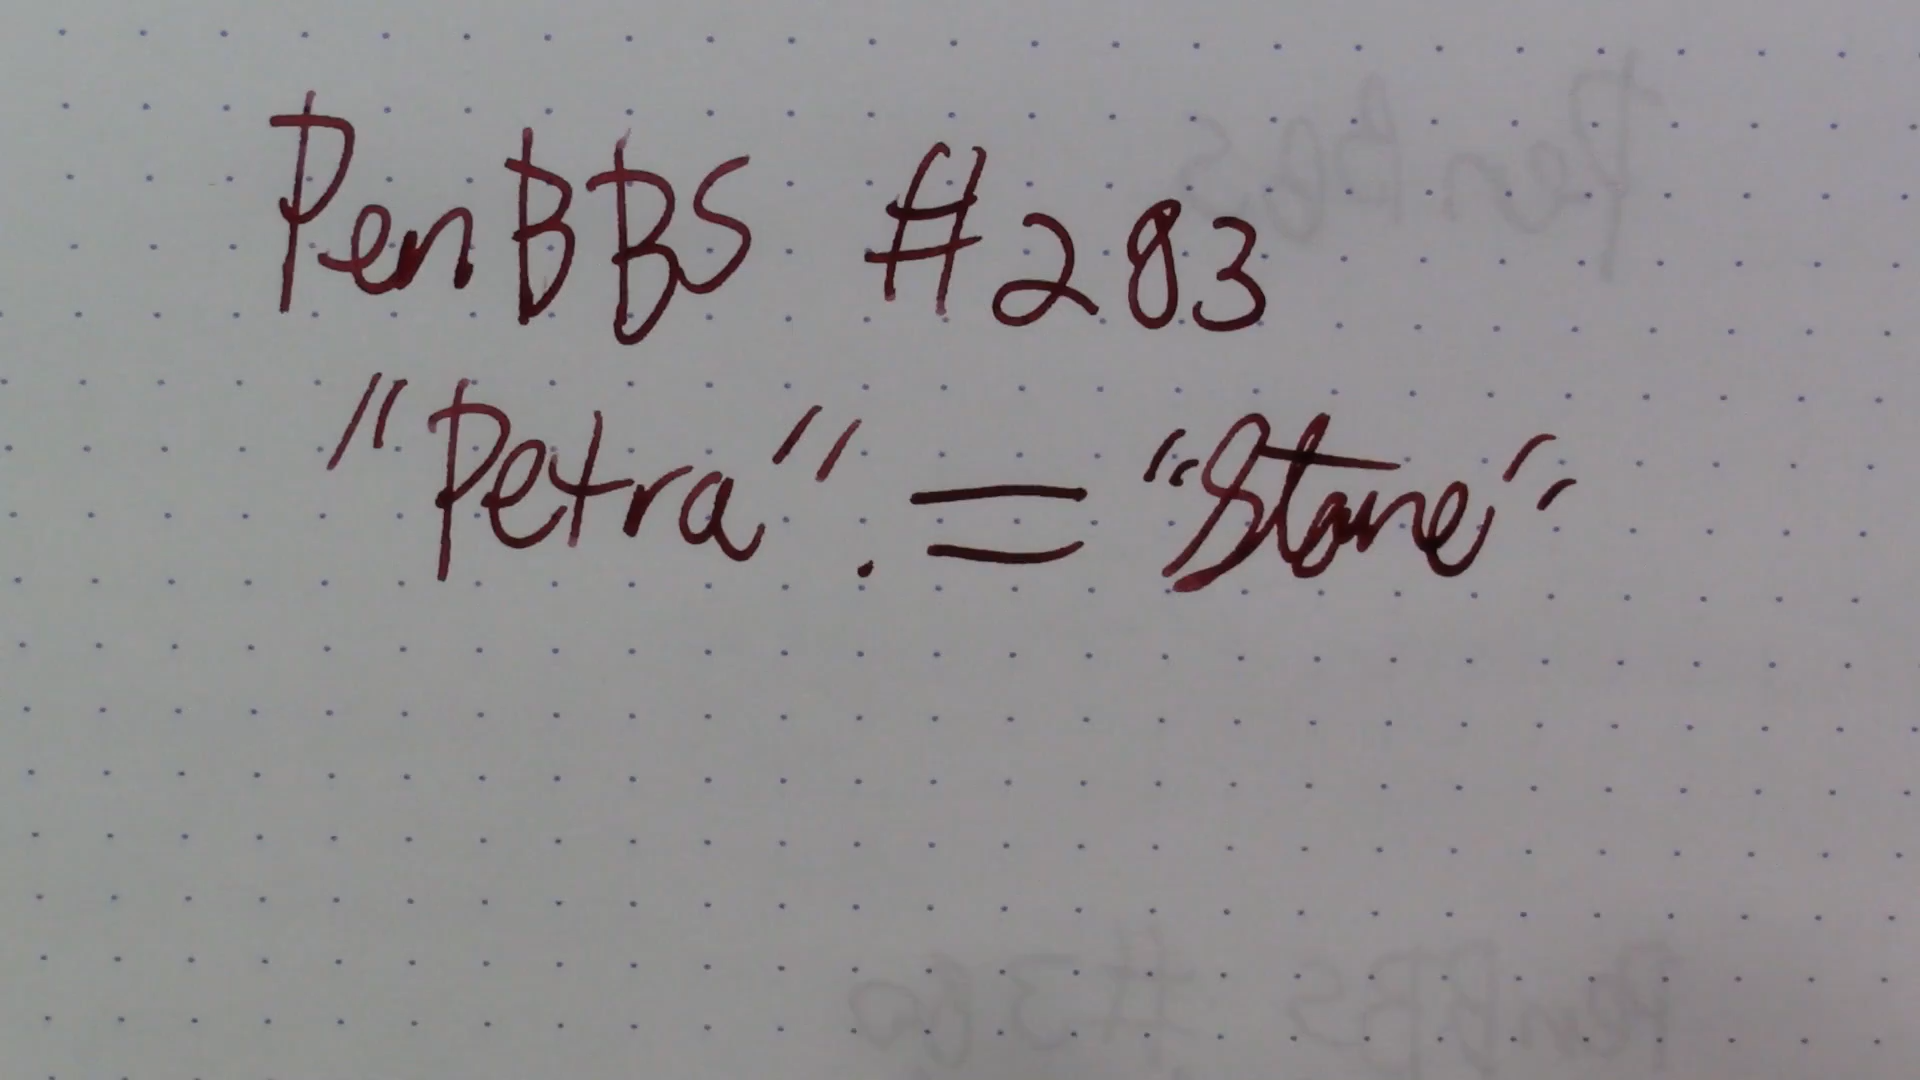 PenBBS #283
"Petra". = "Stone"